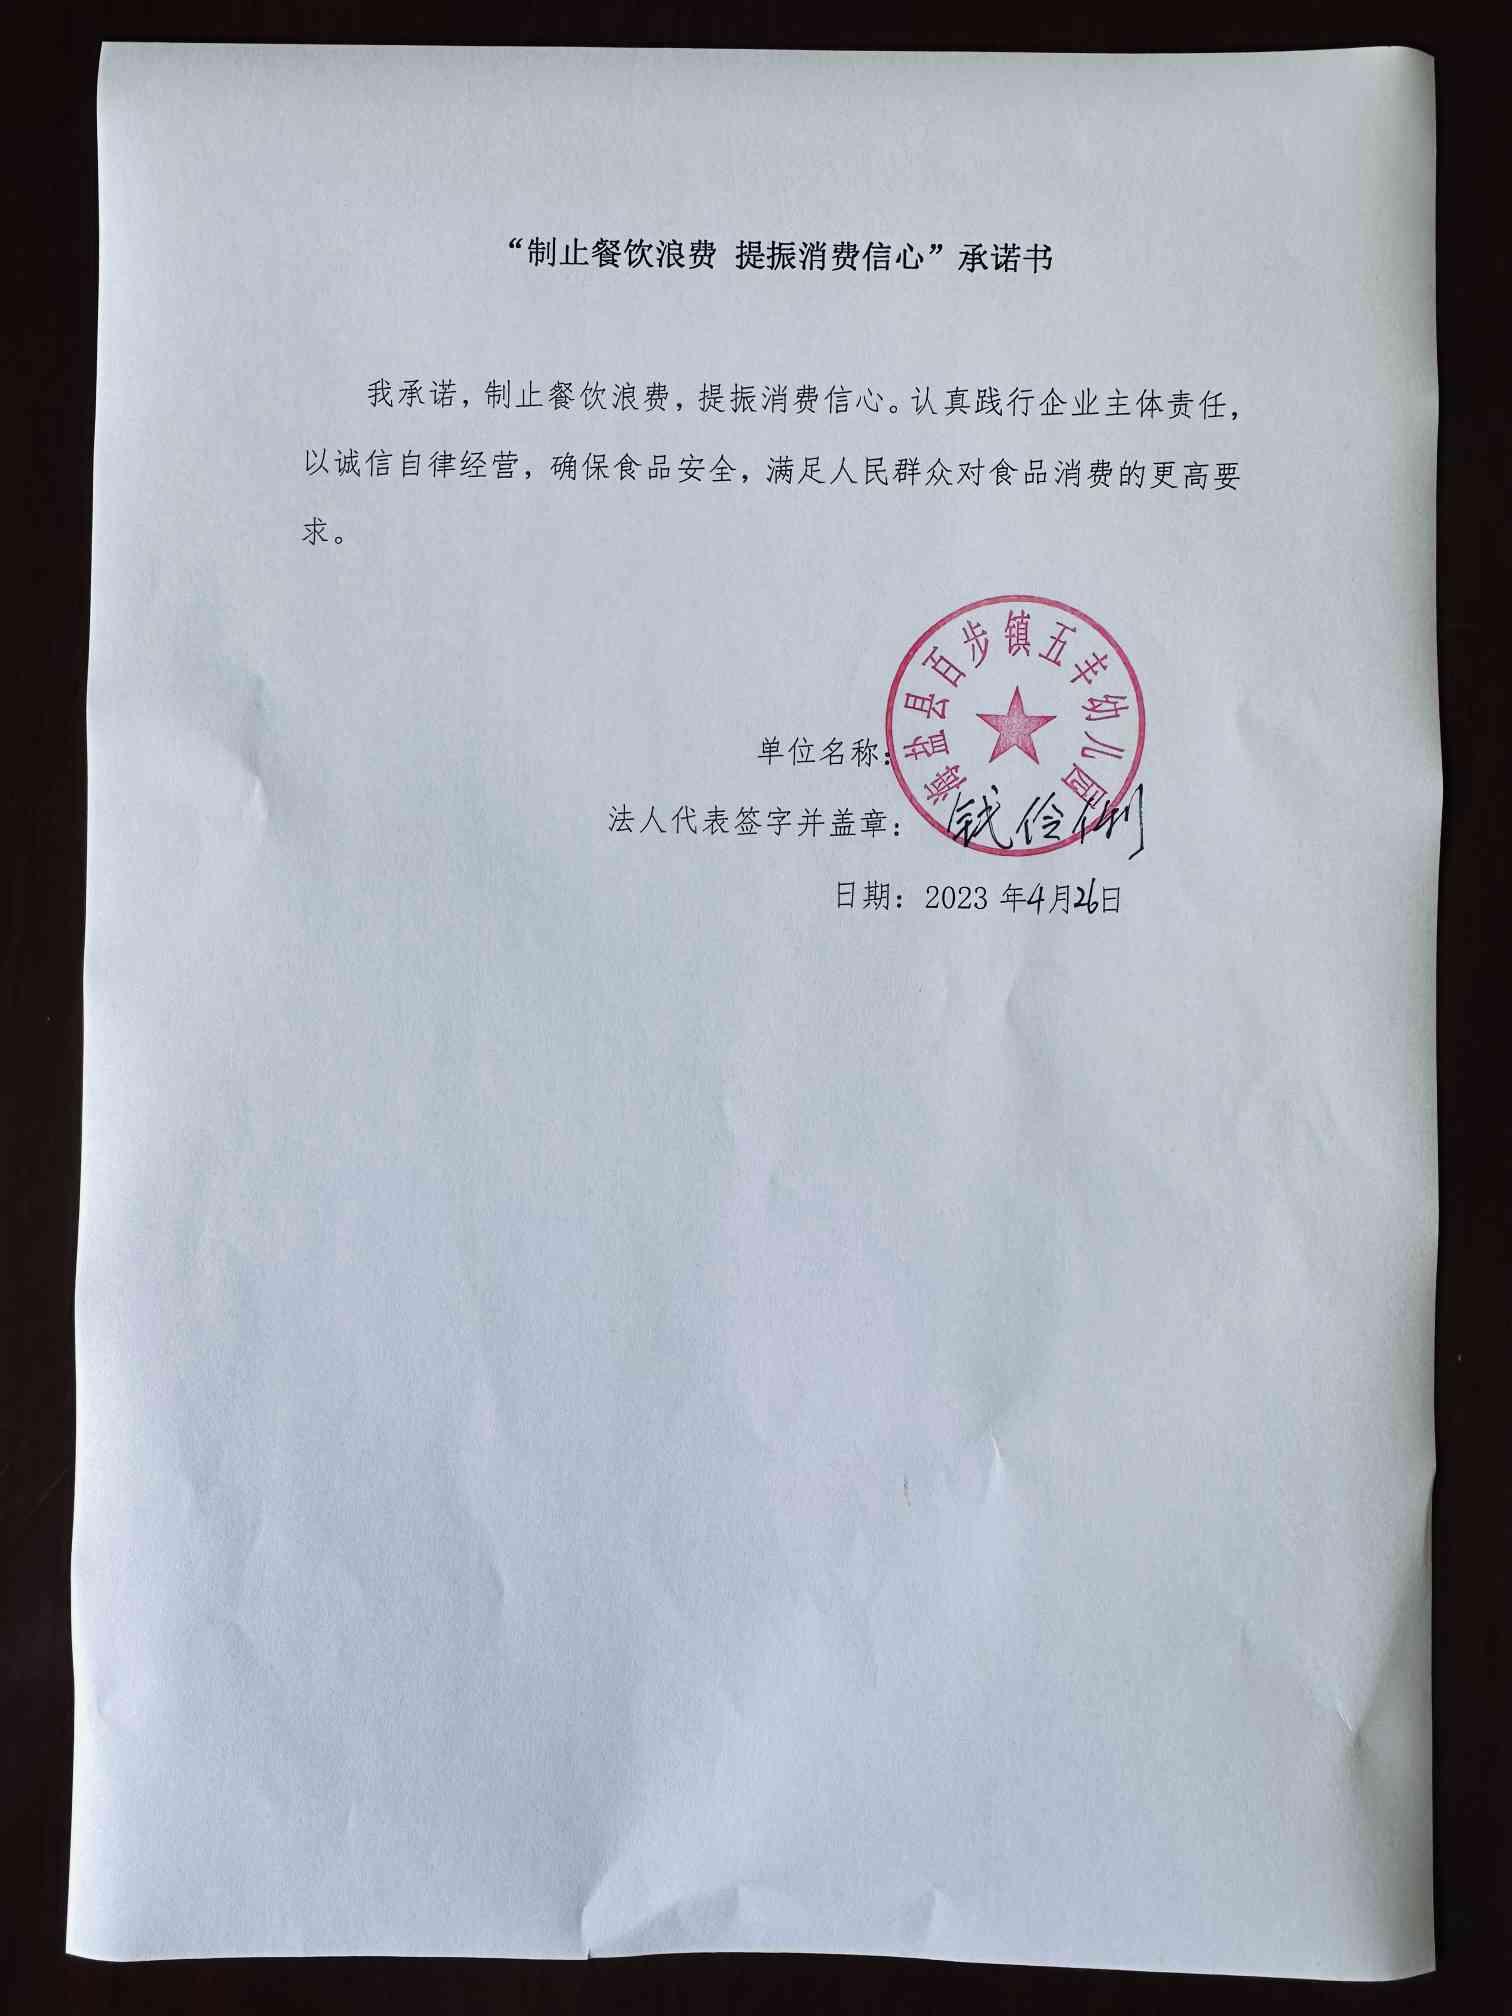 “制止餐饮浪费 提振消费信心”承诺书
我承诺，制止餐饮浪费，提振消费信心。认真践行企业主体责任，
以诚信自律经营，确保食品安全，满足人民群众对食品消费的更高要
求。
海盐县百步镇五丰幼儿园
单位名称：
法人代表签字并盖章：
日期：2023 年4月26日